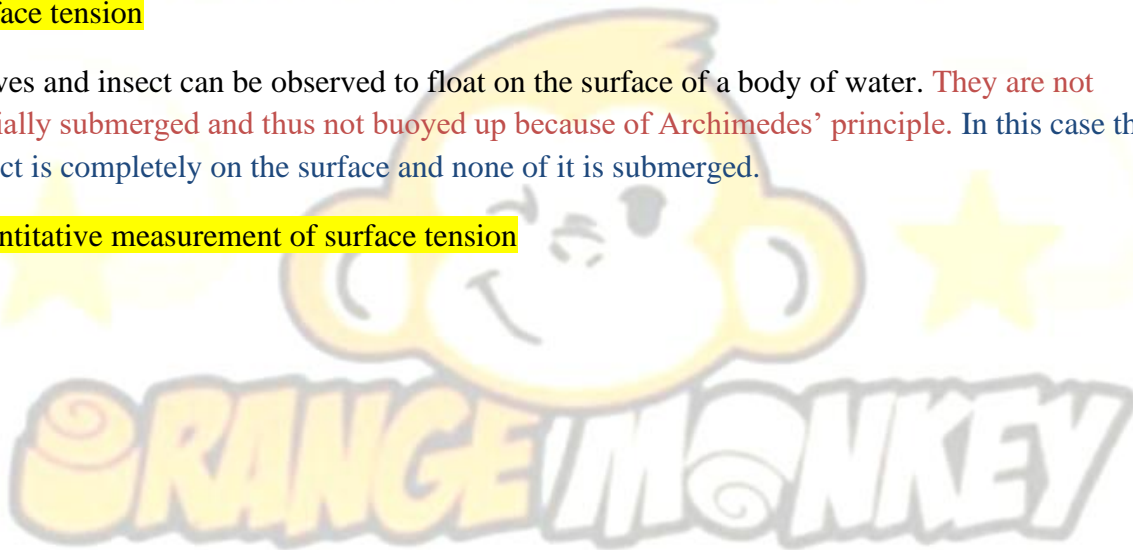 face tension
ves and insect can be observed to float on the surface of a body of water. They are not
ially submerged and thus not buoyed up because of Archimedes’ principle. In this case th
ct is completely on the surface and none of it is submerged.
ntitative measurement of surface tension
ORANGE MONKEY